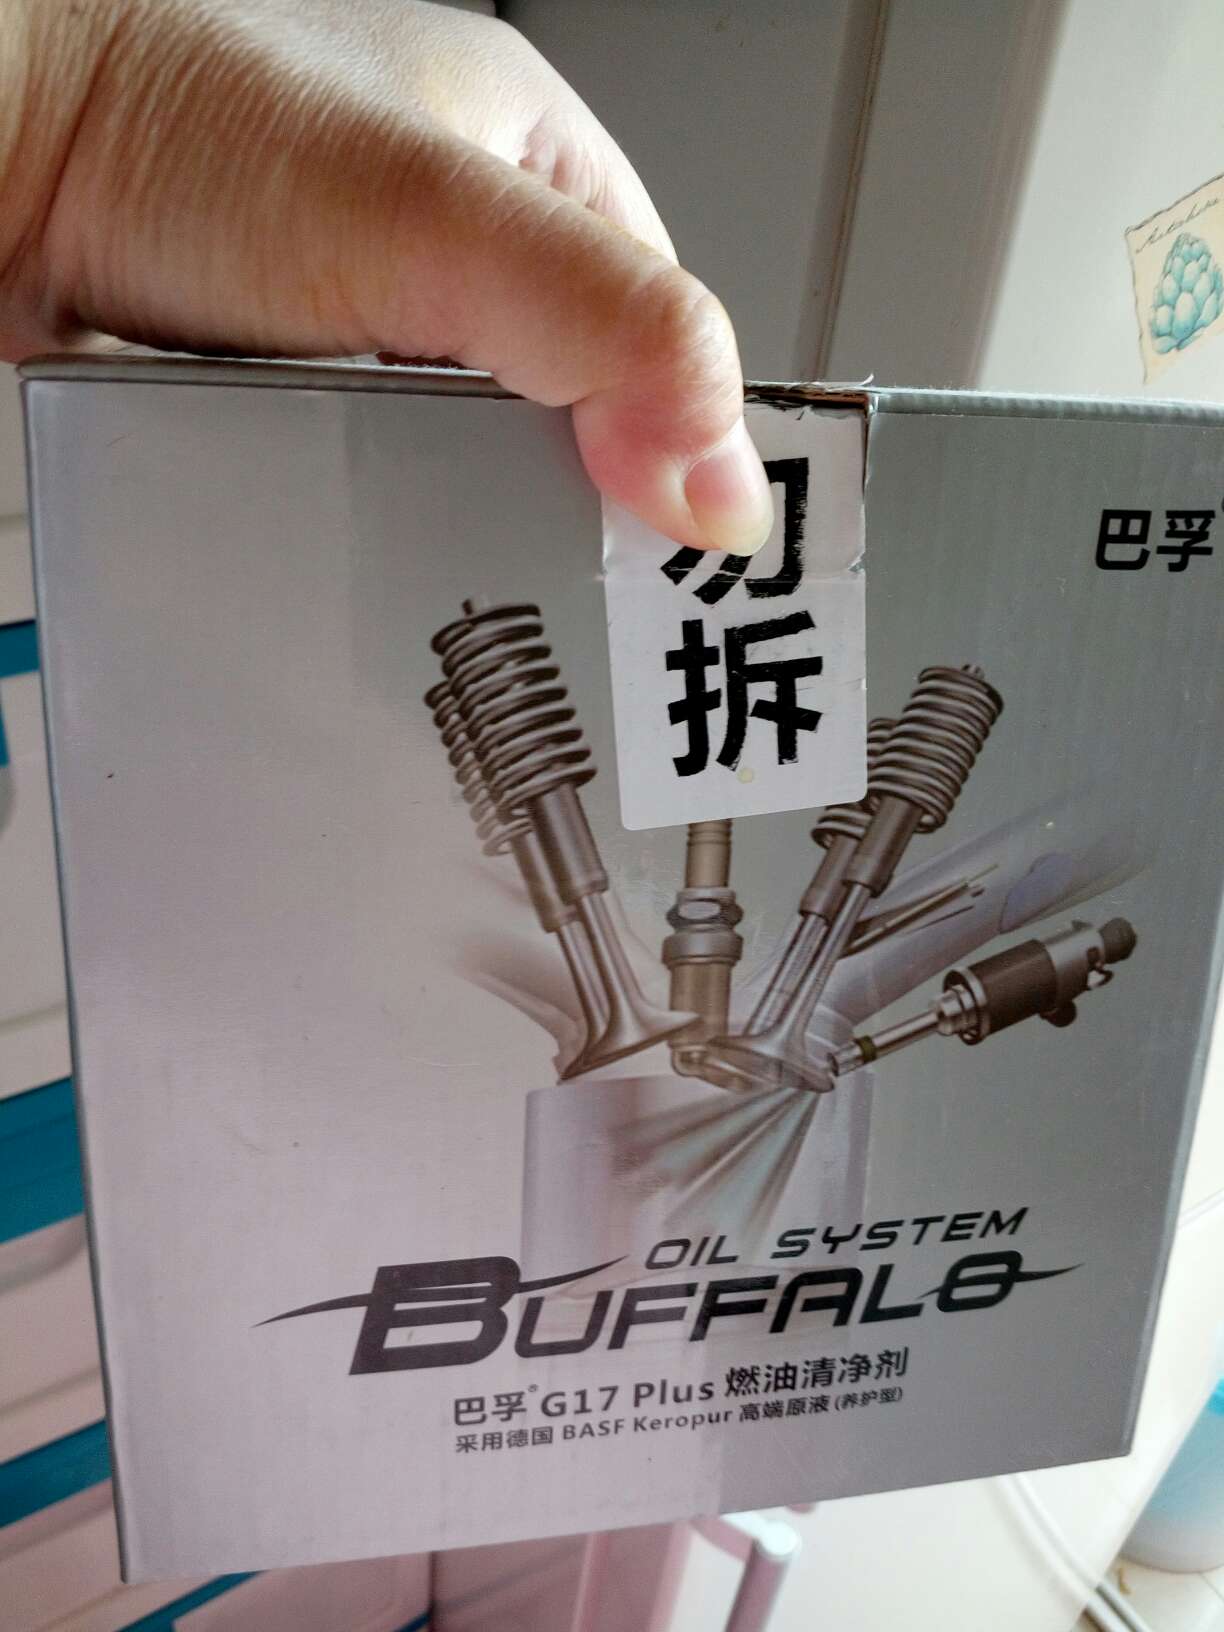 勿
拆
巴孚
OIL SYSTEM
BUFFALO
巴孚® G17 Plus 燃油清净剂
采用德国 BASF Keropur 高端原液 (养护型)